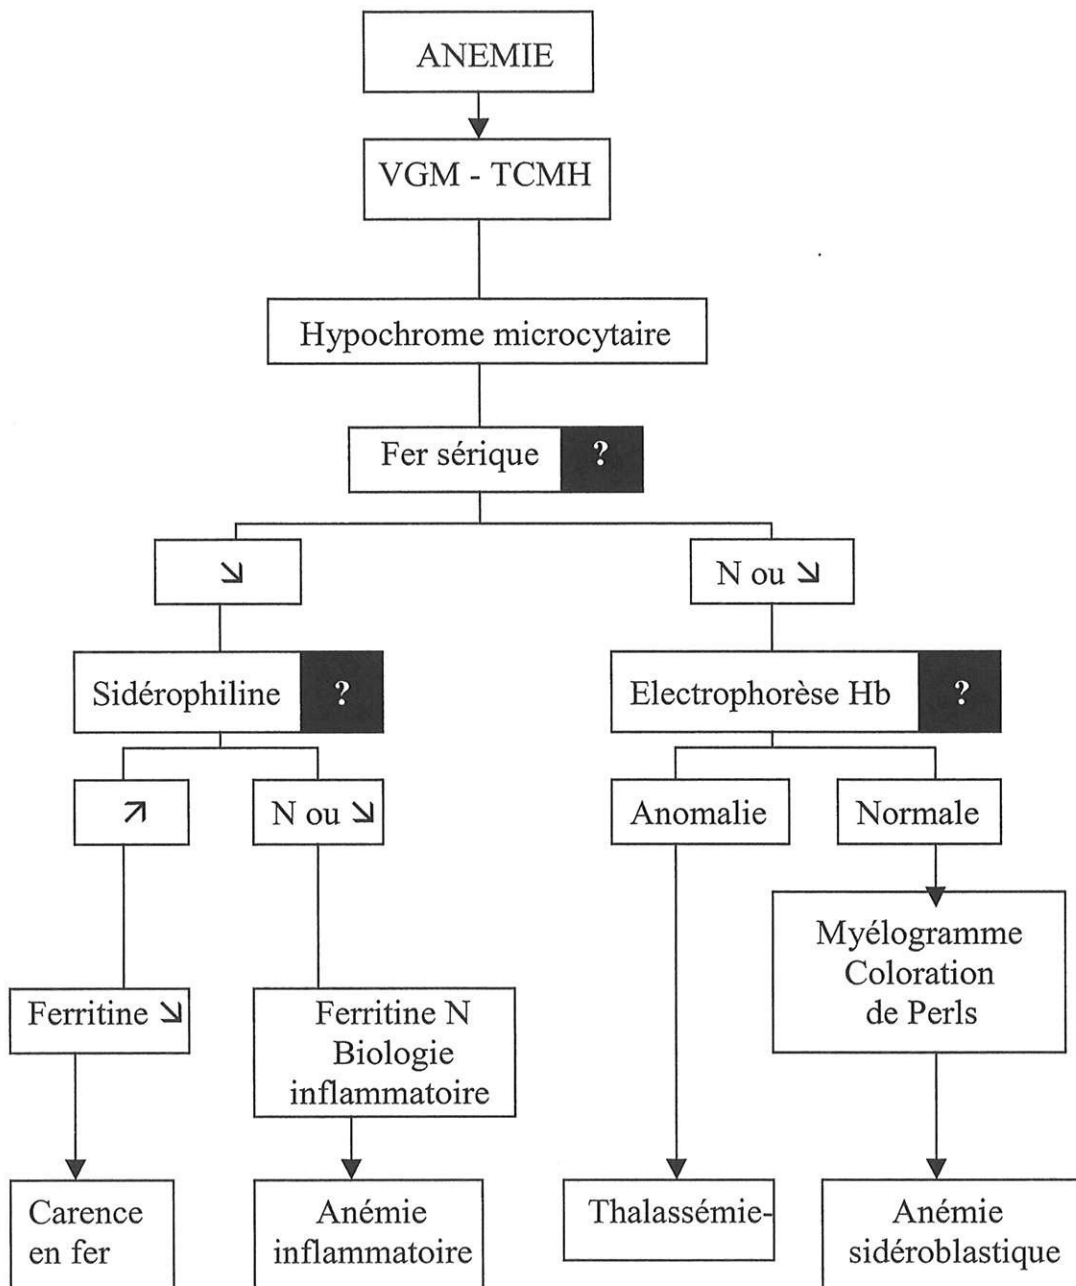 ANEMIE
VGM - TCMH
Hypochrome microcytaire
Fer sérique ?
↘
N ou ↘
Sidérophiline ?
Electrophorèse Hb ?
↗
N ou ↘
Anomalie
Normale
Myélogramme
Coloration
de Perls
Ferritine ↘
Ferritine N
Biologie
inflammatoire
Carence
en fer
Anémie
inflammatoire
Thalassémie-
Anémie
sidéroblastique